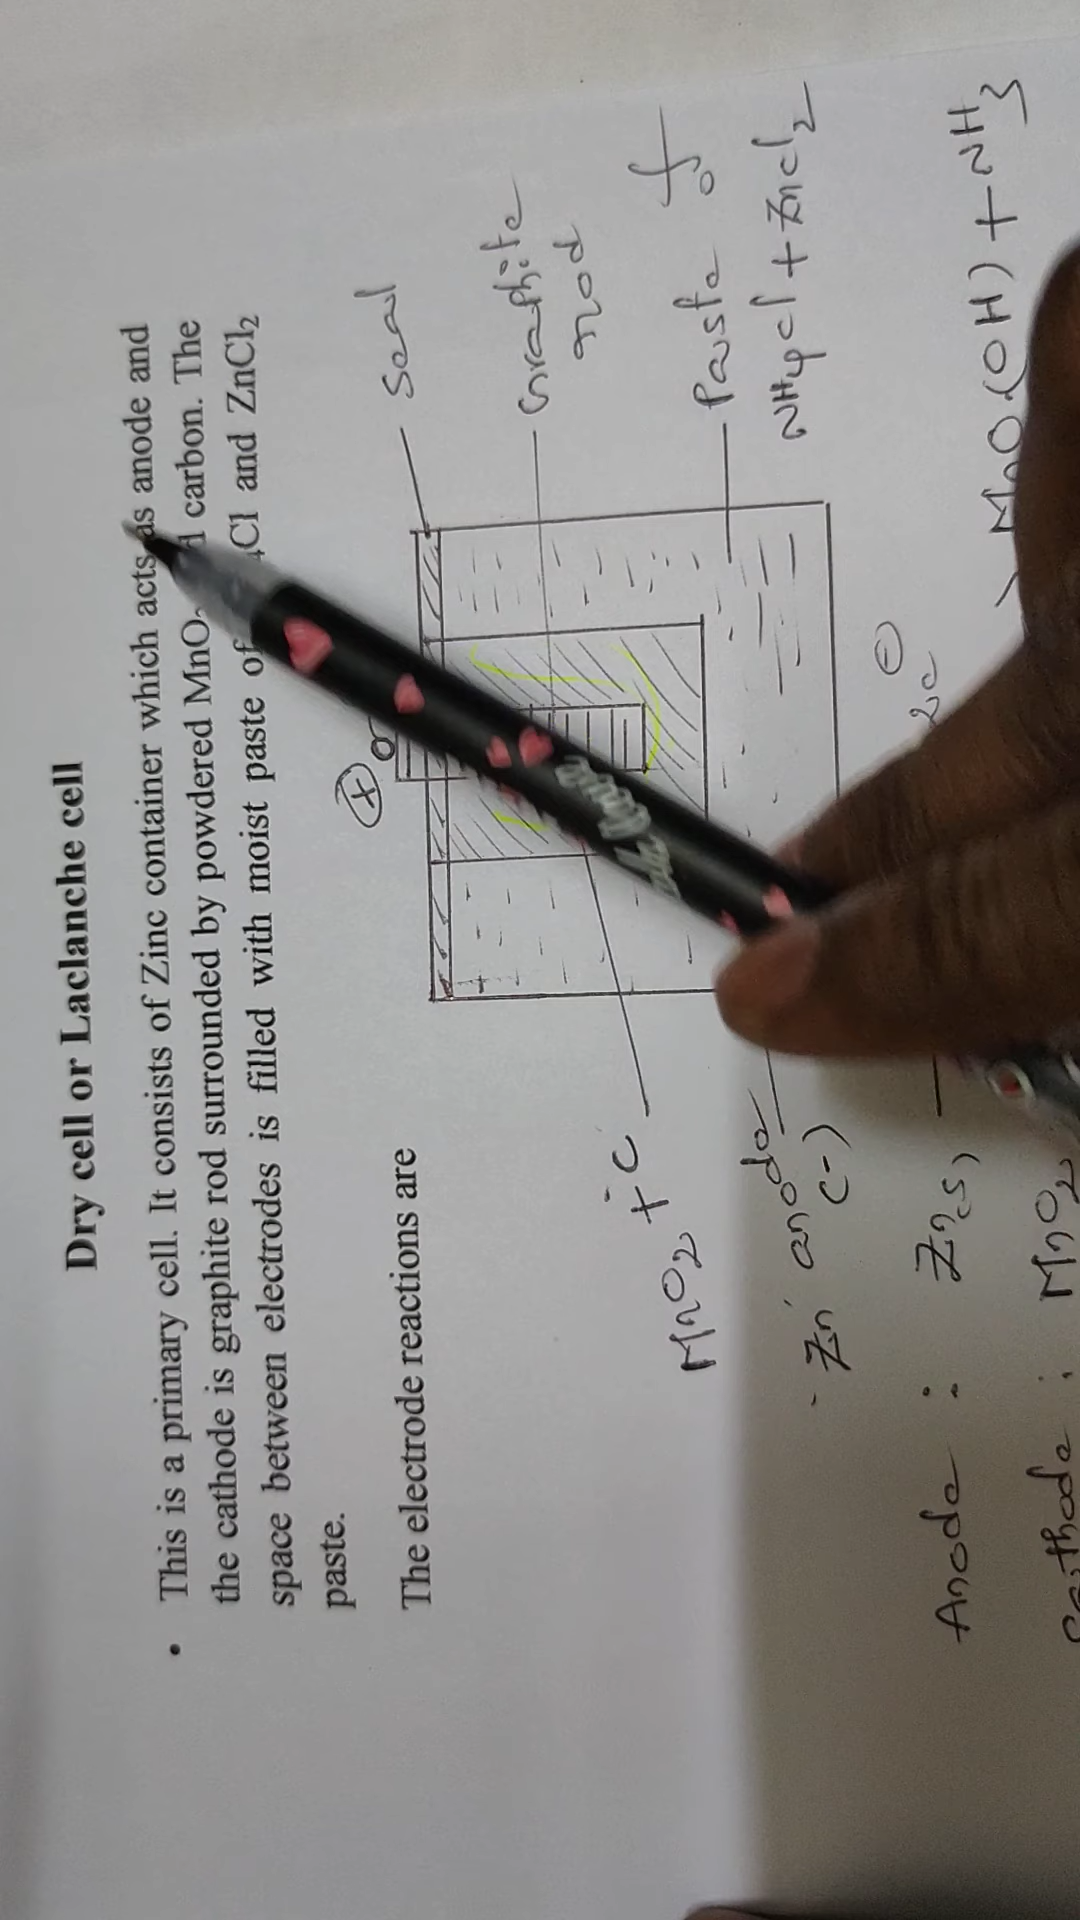 Dry cell or Laclanche cell
• This is a primary cell. It consists of Zinc container which acts as anode and
the cathode is graphite rod surrounded by powdered MnO carbon. The
space between electrodes is filled with moist paste of Cl and ZnCl₂
paste.
The electrode reactions are
Seal
+
Graphite
rod
MnO₂ + C
Paste of
NH₄Cl + ZnCl₂
Zn anode
(-)
Anode : Zn(s) 2e⊖
Cathode : MnO₂ → MnO(OH) + NH₃